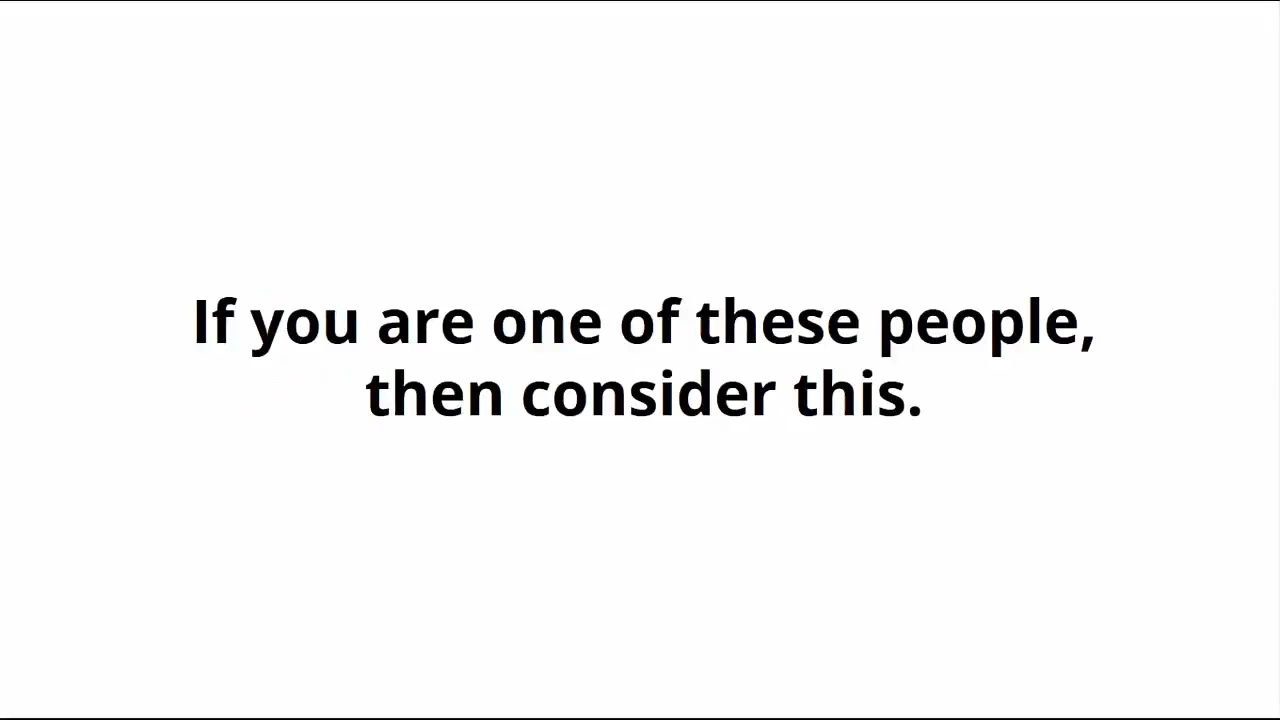 If you are one of these people,
then consider this.